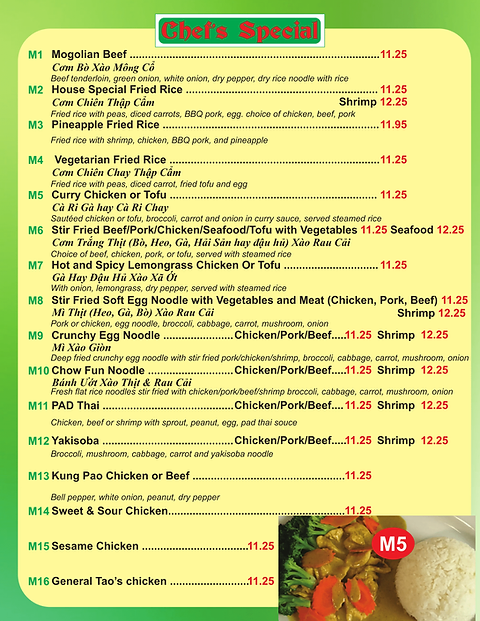 Chef's Special
M1 Mogolian Beef ................................................................11.25
Cơm Bò Xào Mông Cổ
Beef tenderloin, green onion, white onion, dry pepper, dry rice noodle with rice
M2 House Special Fried Rice ................................................. 11.25
Cơm Chiên Thập Cẩm Shrimp 12.25
Fried rice with peas, diced carrots, BBQ pork, egg. choice of chicken, beef, pork
M3 Pineapple Fried Rice .......................................................11.95
Fried rice with shrimp, chicken, BBQ pork, and pineapple
M4 Vegetarian Fried Rice ......................................................11.25
Cơm Chiên Chay Thập Cẩm
Fried rice with peas, diced carrot, fried tofu and egg
M5 Curry Chicken or Tofu ..................................................... 11.25
Cà Ri Gà hay Cà Ri Chay
Sautéed chicken or tofu, broccoli, carrot and onion in curry sauce, served steamed rice
M6 Stir Fried Beef/Pork/Chicken/Seafood/Tofu with Vegetables 11.25 Seafood 12.25
Cơm Trắng Thịt (Bò, Heo, Gà, Hải Sản hay đậu hủ) Xào Rau Cải
Choice of beef, chicken, pork, or tofu, served with steamed rice
M7 Hot and Spicy Lemongrass Chicken Or Tofu ........................11.25
Gà Hay Đậu Hủ Xào Xã Ớt
With onion, lemongrass, dry pepper, served with steamed rice
M8 Stir Fried Soft Egg Noodle with Vegetables and Meat (Chicken, Pork, Beef) 11.25
Mì Thịt (Heo, Gà, Bò) Xào Rau Cải Shrimp 12.25
Pork or chicken, egg noodle, broccoli, cabbage, carrot, mushroom, onion
M9 Crunchy Egg Noodle ..................Chicken/Pork/Beef.....11.25 Shrimp 12.25
Mì Xào Giòn
Deep fried crunchy egg noodle with stir fried pork/chicken/shrimp, broccoli, cabbage, carrot, mushroom, onion
M10 Chow Fun Noodle .....................Chicken/Pork/Beef....11.25 Shrimp 12.25
Bánh Ướt Xào Thịt & Rau Cải
Fresh flat rice noodles stir fried with chicken/pork/beef/shrimp broccoli, cabbage, carrot, mushroom, onion
M11 PAD Thai .................................Chicken/Pork/Beef....11.25 Shrimp 12.25
Chicken, beef or shrimp with sprout, peanut, egg, pad thai souce
M12 Yakisoba .................................Chicken/Pork/Beef.....11.25 Shrimp 12.25
Broccoli, mushroom, cabbage, carrot and yakisoba noodle
M13 Kung Pao Chicken or Beef ......................................11.25
Bell pepper, white onion, peanut, dry pepper
M14 Sweet & Sour Chicken...........................................11.25
M15 Sesame Chicken ...........................11.25
M5
M16 General Tao's chicken ....................11.25